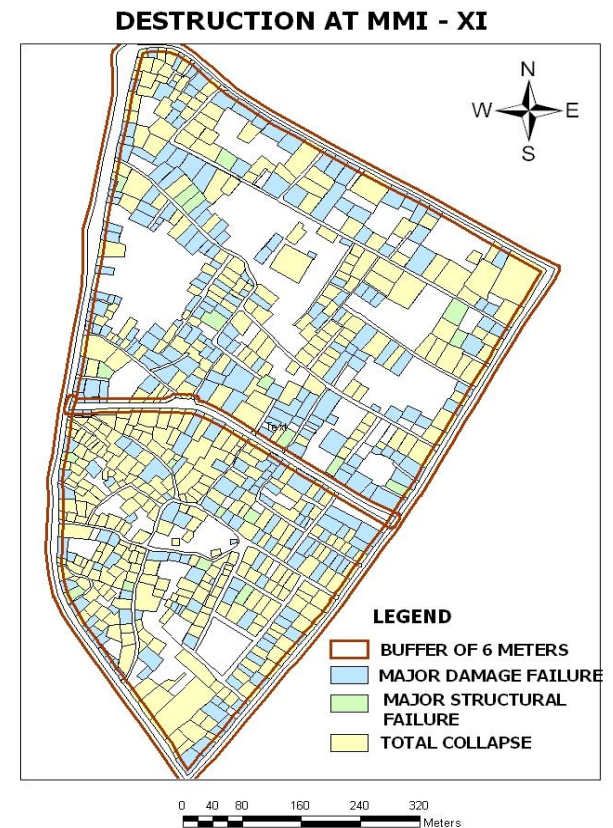 DESTRUCTION AT MMI - XI
N
W E
S
Text
LEGEND
BUFFER OF 6 METERS
MAJOR DAMAGE FAILURE
MAJOR STRUCTURAL
FAILURE
TOTAL COLLAPSE
0 40 80 160 240 320
Meters